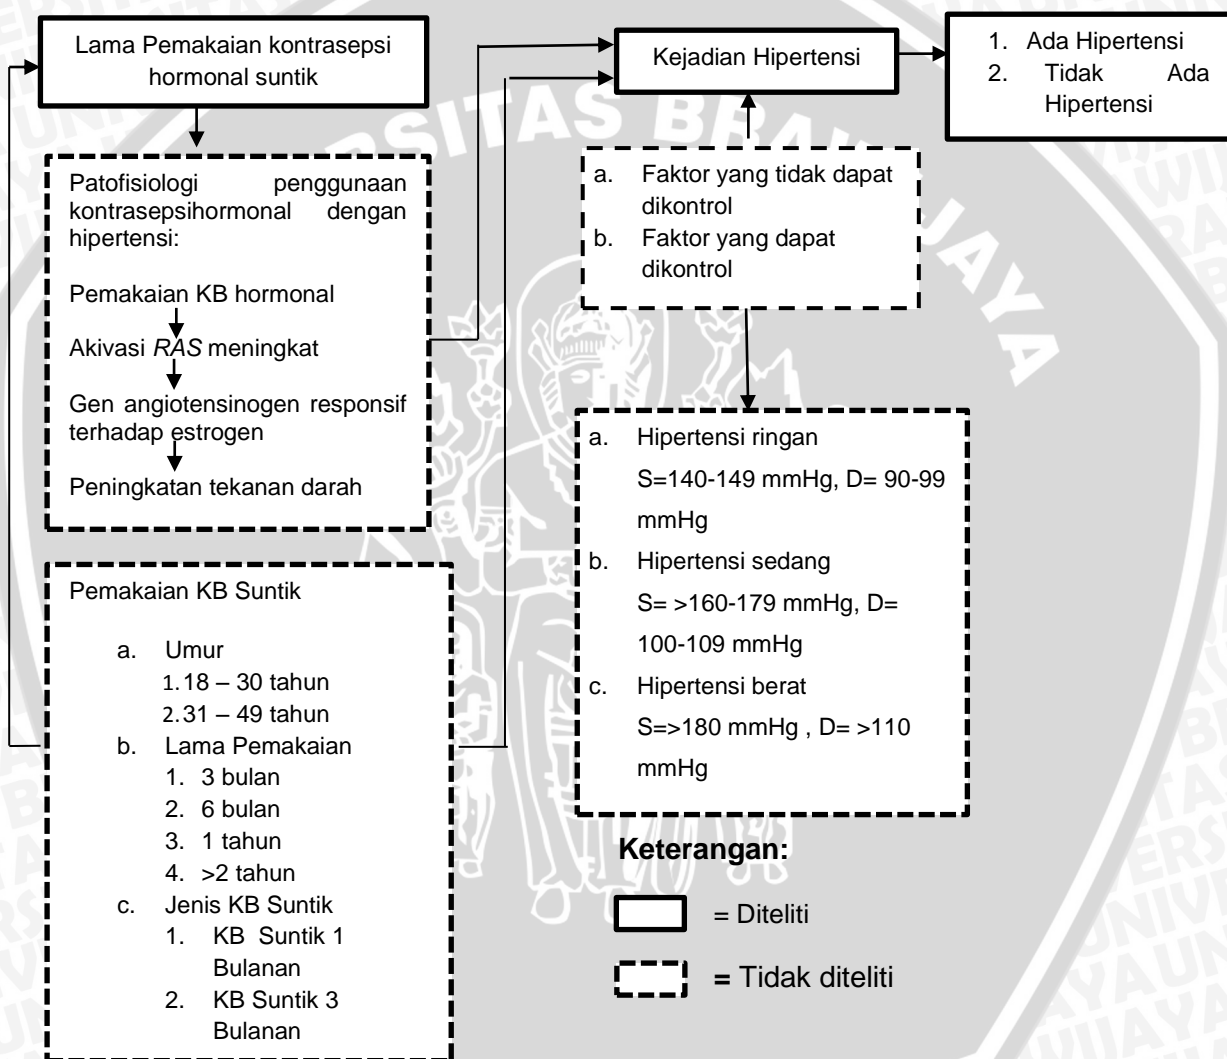 Lama Pemakaian kontrasepsi
hormonal suntik
Kejadian Hipertensi
1. Ada Hipertensi
2. Tidak Ada
Hipertensi
Patofisiologi penggunaan
kontrasepsihormonal dengan
hipertensi:
Pemakaian KB hormonal
Akivasi RAS meningkat
Gen angiotensinogen responsif
terhadap estrogen
Peningkatan tekanan darah
a. Faktor yang tidak dapat
dikontrol
b. Faktor yang dapat
dikontrol
a. Hipertensi ringan
S=140-149 mmHg, D= 90-99
mmHg
b. Hipertensi sedang
S= >160-179 mmHg, D=
100-109 mmHg
c. Hipertensi berat
S=>180 mmHg , D= >110
mmHg
Pemakaian KB Suntik
a. Umur
1.18 – 30 tahun
2.31 – 49 tahun
b. Lama Pemakaian
1. 3 bulan
2. 6 bulan
3. 1 tahun
4. >2 tahun
c. Jenis KB Suntik
1. KB Suntik 1
Bulanan
2. KB Suntik 3
Bulanan
Keterangan:
= Diteliti
= Tidak diteliti